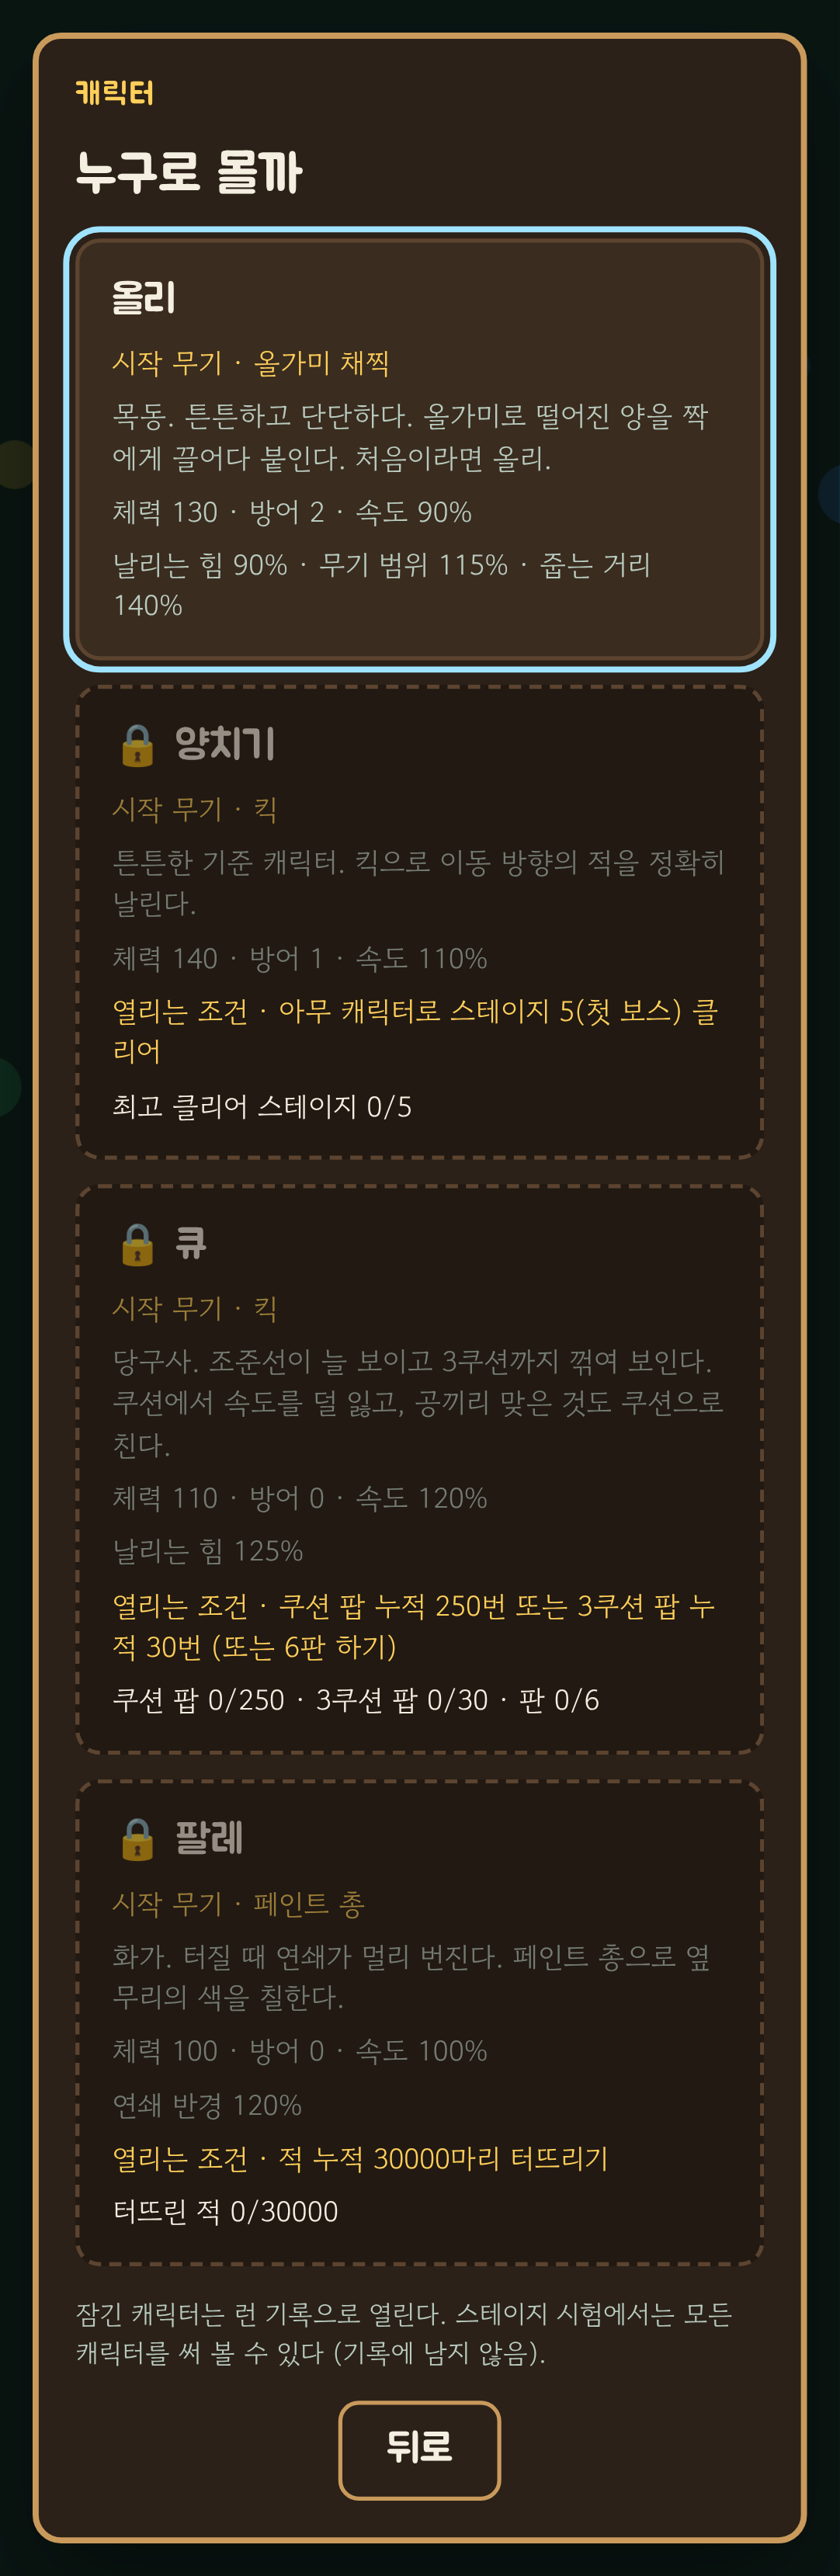 캐릭터
누구로 몰까
올리
시작 무기 · 올가미 채찍
목동. 튼튼하고 단단하다. 올가미로 떨어진 양을 짝
에게 끌어다 붙인다. 처음이라면 올리.
체력 130 · 방어 2 · 속도 90%
날리는 힘 90% · 무기 범위 115% · 줍는 거리
140%
🔒 양치기
시작 무기 · 킥
튼튼한 기준 캐릭터. 킥으로 이동 방향의 적을 정확히
날린다.
체력 140 · 방어 1 · 속도 110%
열리는 조건 · 아무 캐릭터로 스테이지 5(첫 보스) 클
리어
최고 클리어 스테이지 0/5
🔒 큐
시작 무기 · 킥
당구사. 조준선이 늘 보이고 3쿠션까지 꺾여 보인다.
쿠션에서 속도를 덜 잃고, 공끼리 맞은 것도 쿠션으로
친다.
체력 110 · 방어 0 · 속도 120%
날리는 힘 125%
열리는 조건 · 쿠션 팝 누적 250번 또는 3쿠션 팝 누
적 30번 (또는 6판 하기)
쿠션 팝 0/250 · 3쿠션 팝 0/30 · 판 0/6
🔒 팔레
시작 무기 · 페인트 총
화가. 터질 때 연쇄가 멀리 번진다. 페인트 총으로 옆
무리의 색을 칠한다.
체력 100 · 방어 0 · 속도 100%
연쇄 반경 120%
열리는 조건 · 적 누적 30000마리 터뜨리기
터뜨린 적 0/30000
잠긴 캐릭터는 런 기록으로 열린다. 스테이지 시험에서는 모든
캐릭터를 써 볼 수 있다 (기록에 남지 않음).
뒤로